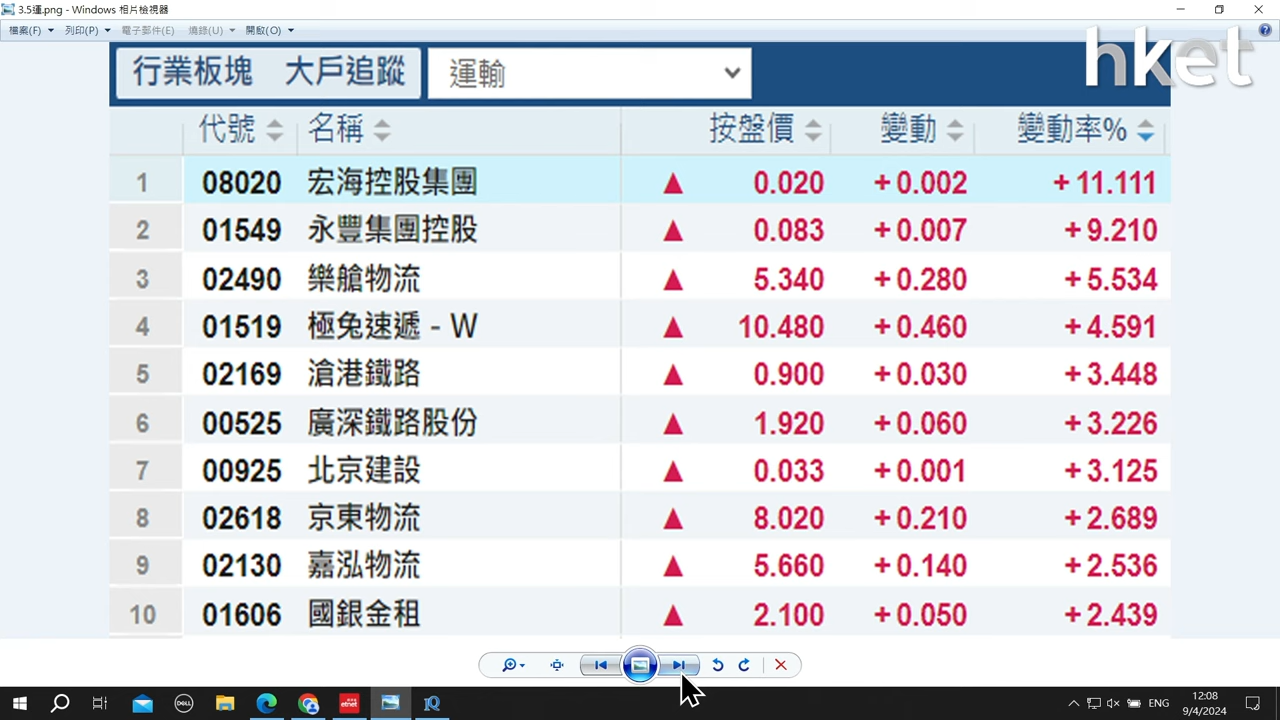 3.5運.png - Windows 相片檢視器
檔案(F) 列印(P) 電子郵件(E) 燒錄(U) 開啟(O)
hket
行業板塊 大戶追蹤 運輸
代號 名稱 按盤價 變動 變動率%
1 08020 宏海控股集團 ▲ 0.020 +0.002 +11.111
2 01549 永豐集團控股 ▲ 0.083 +0.007 +9.210
3 02490 樂艙物流 ▲ 5.340 +0.280 +5.534
4 01519 極兔速遞 - W ▲ 10.480 +0.460 +4.591
5 02169 滄港鐵路 ▲ 0.900 +0.030 +3.448
6 00525 廣深鐵路股份 ▲ 1.920 +0.060 +3.226
7 00925 北京建設 ▲ 0.033 +0.001 +3.125
8 02618 京東物流 ▲ 8.020 +0.210 +2.689
9 02130 嘉泓物流 ▲ 5.660 +0.140 +2.536
10 01606 國銀金租 ▲ 2.100 +0.050 +2.439
DELL etnet IQ ENG 12:08
9/4/2024